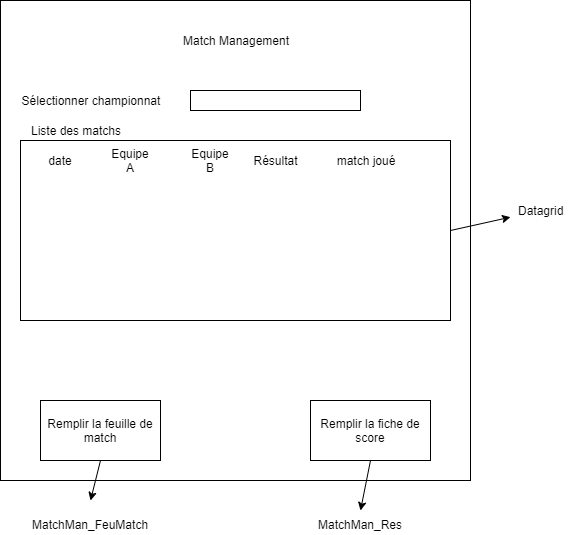 Match Management
Sélectionner championnat
Liste des matchs
date
Equipe
A
Equipe
B
Résultat
match joué
Datagrid
Remplir la feuille de
match
Remplir la fiche de
score
MatchMan_FeuMatch
MatchMan_Res